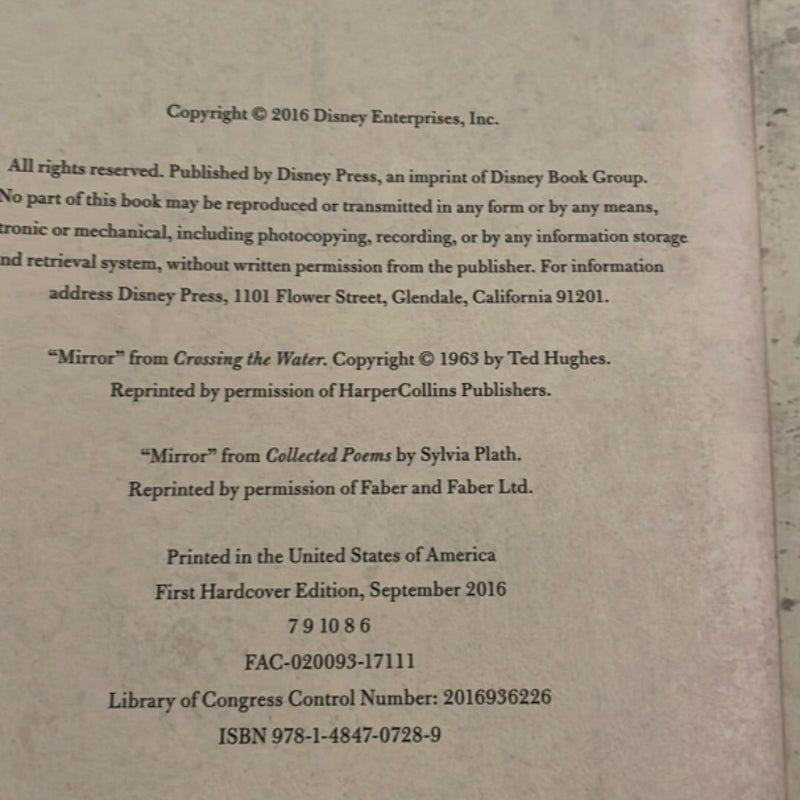 Copyright © 2016 Disney Enterprises, Inc.
All rights reserved. Published by Disney Press, an imprint of Disney Book Group.
No part of this book may be reproduced or transmitted in any form or by any means,
tronic or mechanical, including photocopying, recording, or by any information storage
nd retrieval system, without written permission from the publisher. For information
address Disney Press, 1101 Flower Street, Glendale, California 91201.
“Mirror” from Crossing the Water. Copyright © 1963 by Ted Hughes.
Reprinted by permission of HarperCollins Publishers.
“Mirror” from Collected Poems by Sylvia Plath.
Reprinted by permission of Faber and Faber Ltd.
Printed in the United States of America
First Hardcover Edition, September 2016
7 9 10 8 6
FAC-020093-17111
Library of Congress Control Number: 2016936226
ISBN 978-1-4847-0728-9